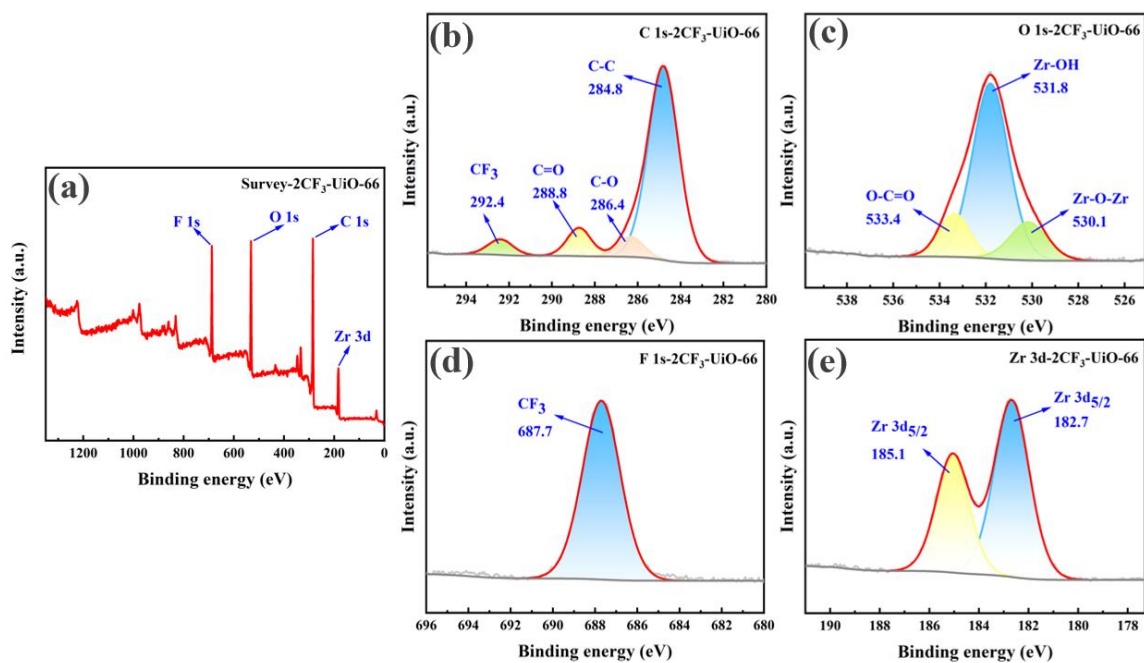 (a)
Survey-2CF₃-UiO-66
F 1s
O 1s
C 1s
Zr 3d
Intensity (a.u.)
1200 1000 800 600 400 200 0
Binding energy (eV)
(b)
C 1s-2CF₃-UiO-66
C-C
284.8
CF₃
292.4
C=O
288.8
C-O
286.4
Intensity (a.u.)
294 292 290 288 286 284 282 280
Binding energy (eV)
(c)
O 1s-2CF₃-UiO-66
Zr-OH
531.8
O-C=O
533.4
Zr-O-Zr
530.1
Intensity (a.u.)
538 536 534 532 530 528 526
Binding energy (eV)
(d)
F 1s-2CF₃-UiO-66
CF₃
687.7
Intensity (a.u.)
696 694 692 690 688 686 684 682 680
Binding energy (eV)
(e)
Zr 3d-2CF₃-UiO-66
Zr 3d₅/₂
182.7
Zr 3d₅/₂
185.1
Intensity (a.u.)
190 188 186 184 182 180 178
Binding energy (eV)